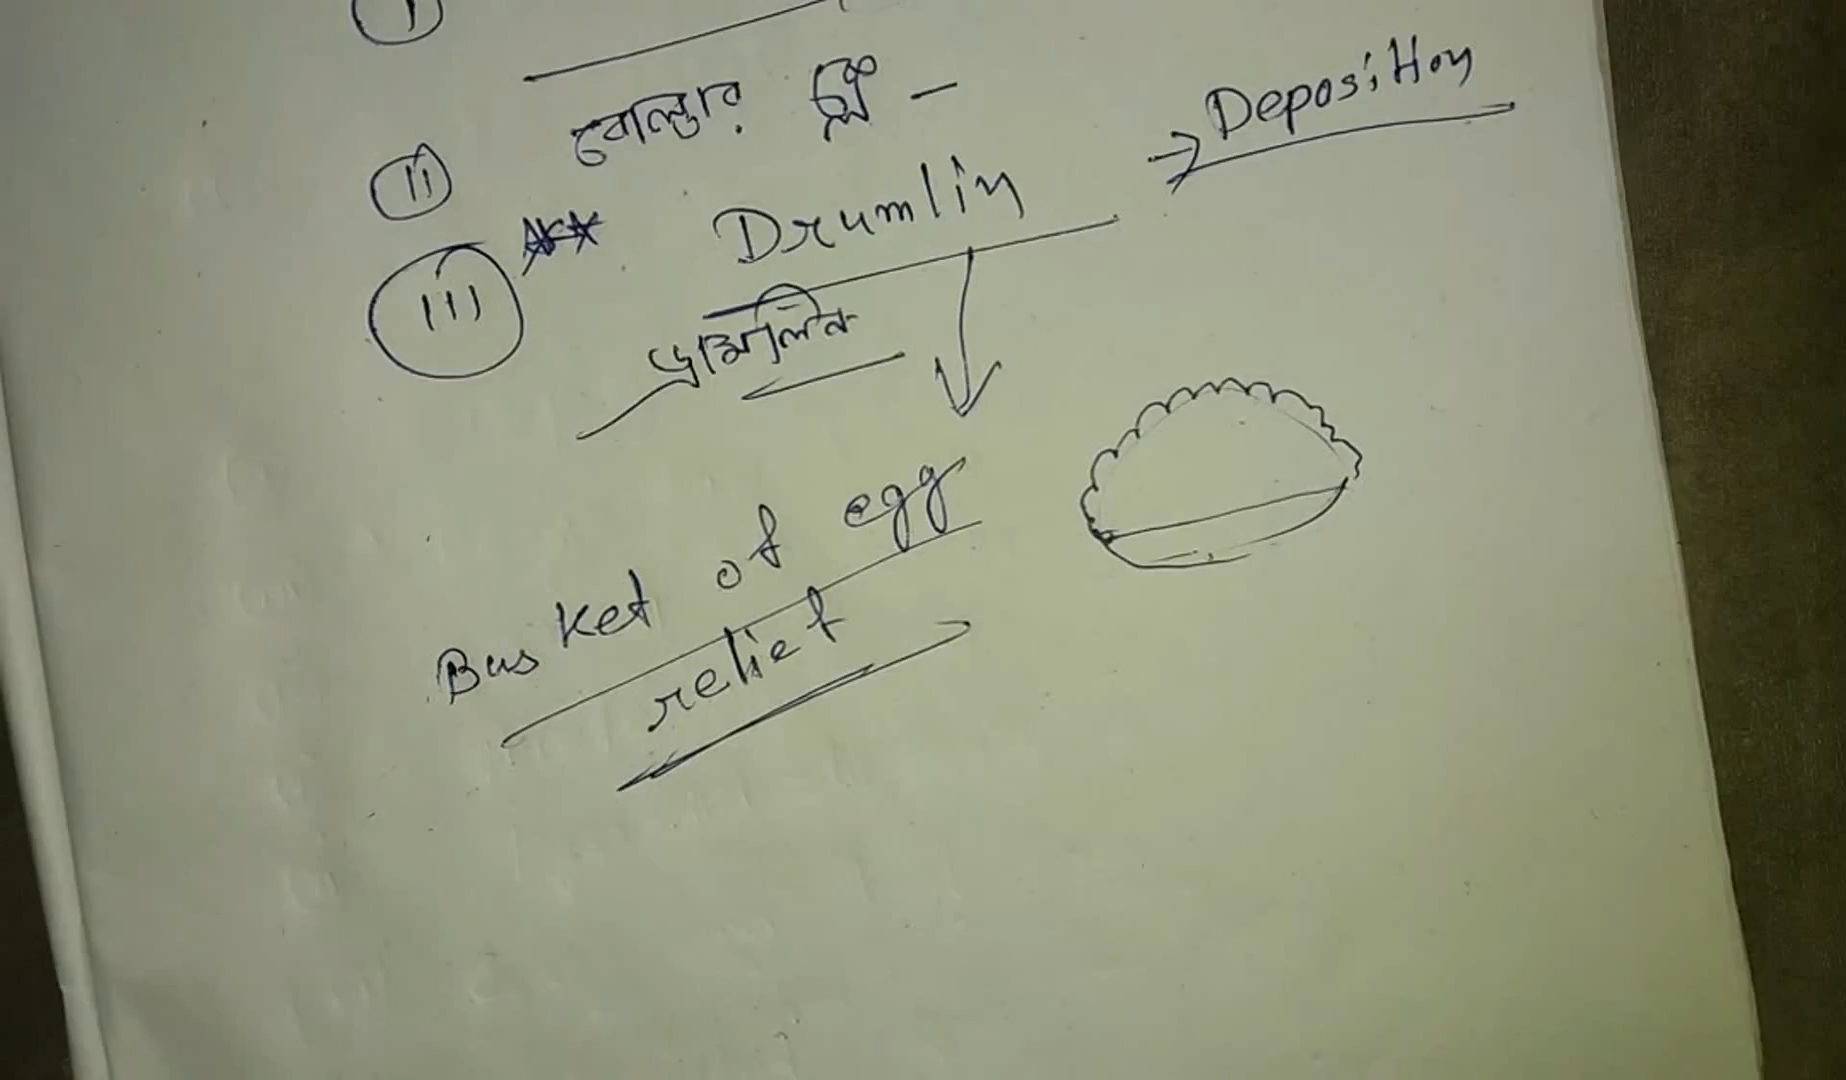 (i)
(ii) বোল্ডার ক্লে –
→ Deposition
(iii) Drumlin
ড্রামলিন
Busket of egg
relief